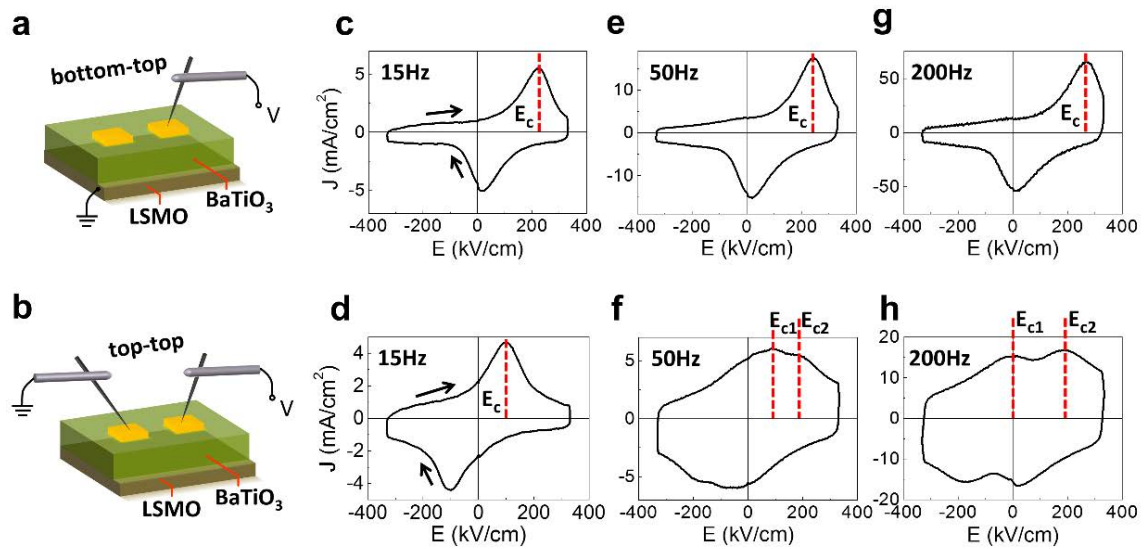 a
bottom-top
V
BaTiO3
LSMO
c
15Hz
Ec
J (mA/cm2)
5
0
-5
-400 -200 0 200 400
E (kV/cm)
e
50Hz
Ec
15
10
5
0
-5
-10
-400 -200 0 200 400
E (kV/cm)
g
200Hz
Ec
50
0
-50
-400 -200 0 200 400
E (kV/cm)
b
top-top
V
BaTiO3
LSMO
d
15Hz
Ec
J (mA/cm2)
4
2
0
-2
-4
-400 -200 0 200 400
E (kV/cm)
f
50Hz
Ec1 Ec2
10
5
0
-5
-400 -200 0 200 400
E (kV/cm)
h
200Hz
Ec1 Ec2
20
10
0
-10
20
-400 -200 0 200 400
E (kV/cm)